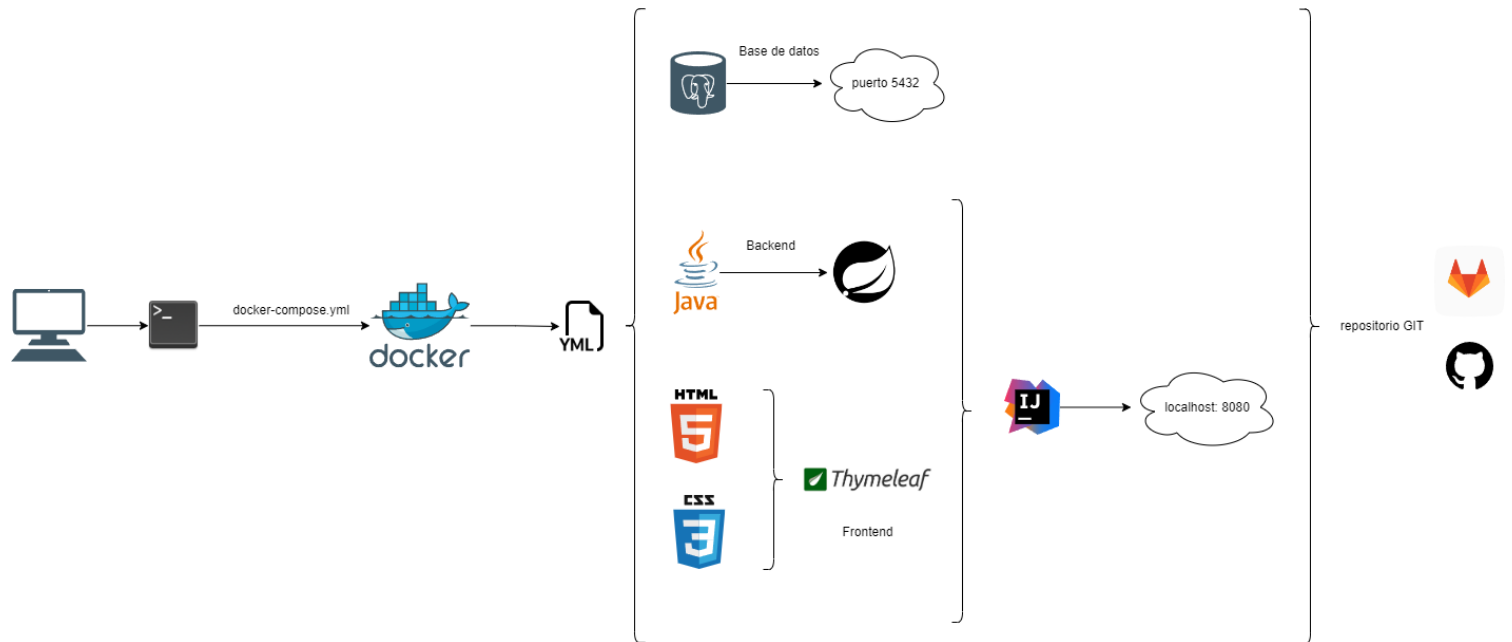 docker-compose.yml
>_
docker
YML
Base de datos
puerto 5432
Java
Backend
HTML
5
CSS
3
Thymeleaf
Frontend
IJ
localhost: 8080
repositorio GIT